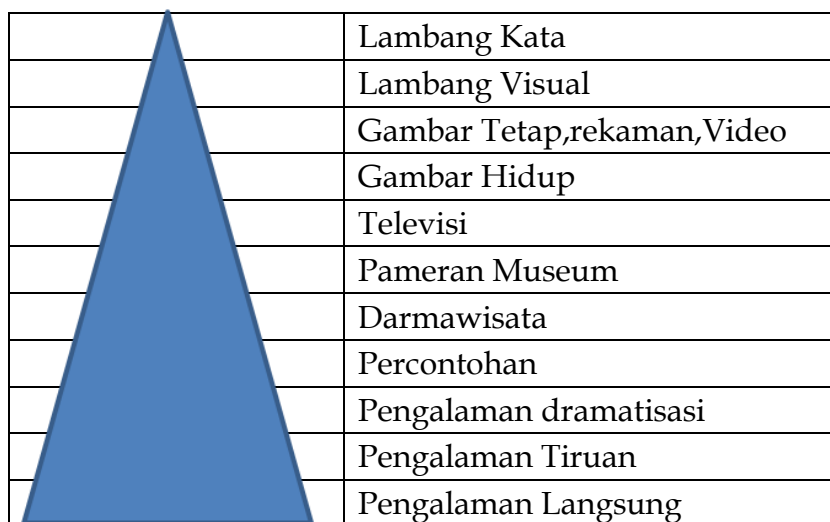 Lambang Kata
Lambang Visual
Gambar Tetap,rekaman,Video
Gambar Hidup
Televisi
Pameran Museum
Darmawisata
Percontohan
Pengalaman dramatisasi
Pengalaman Tiruan
Pengalaman Langsung